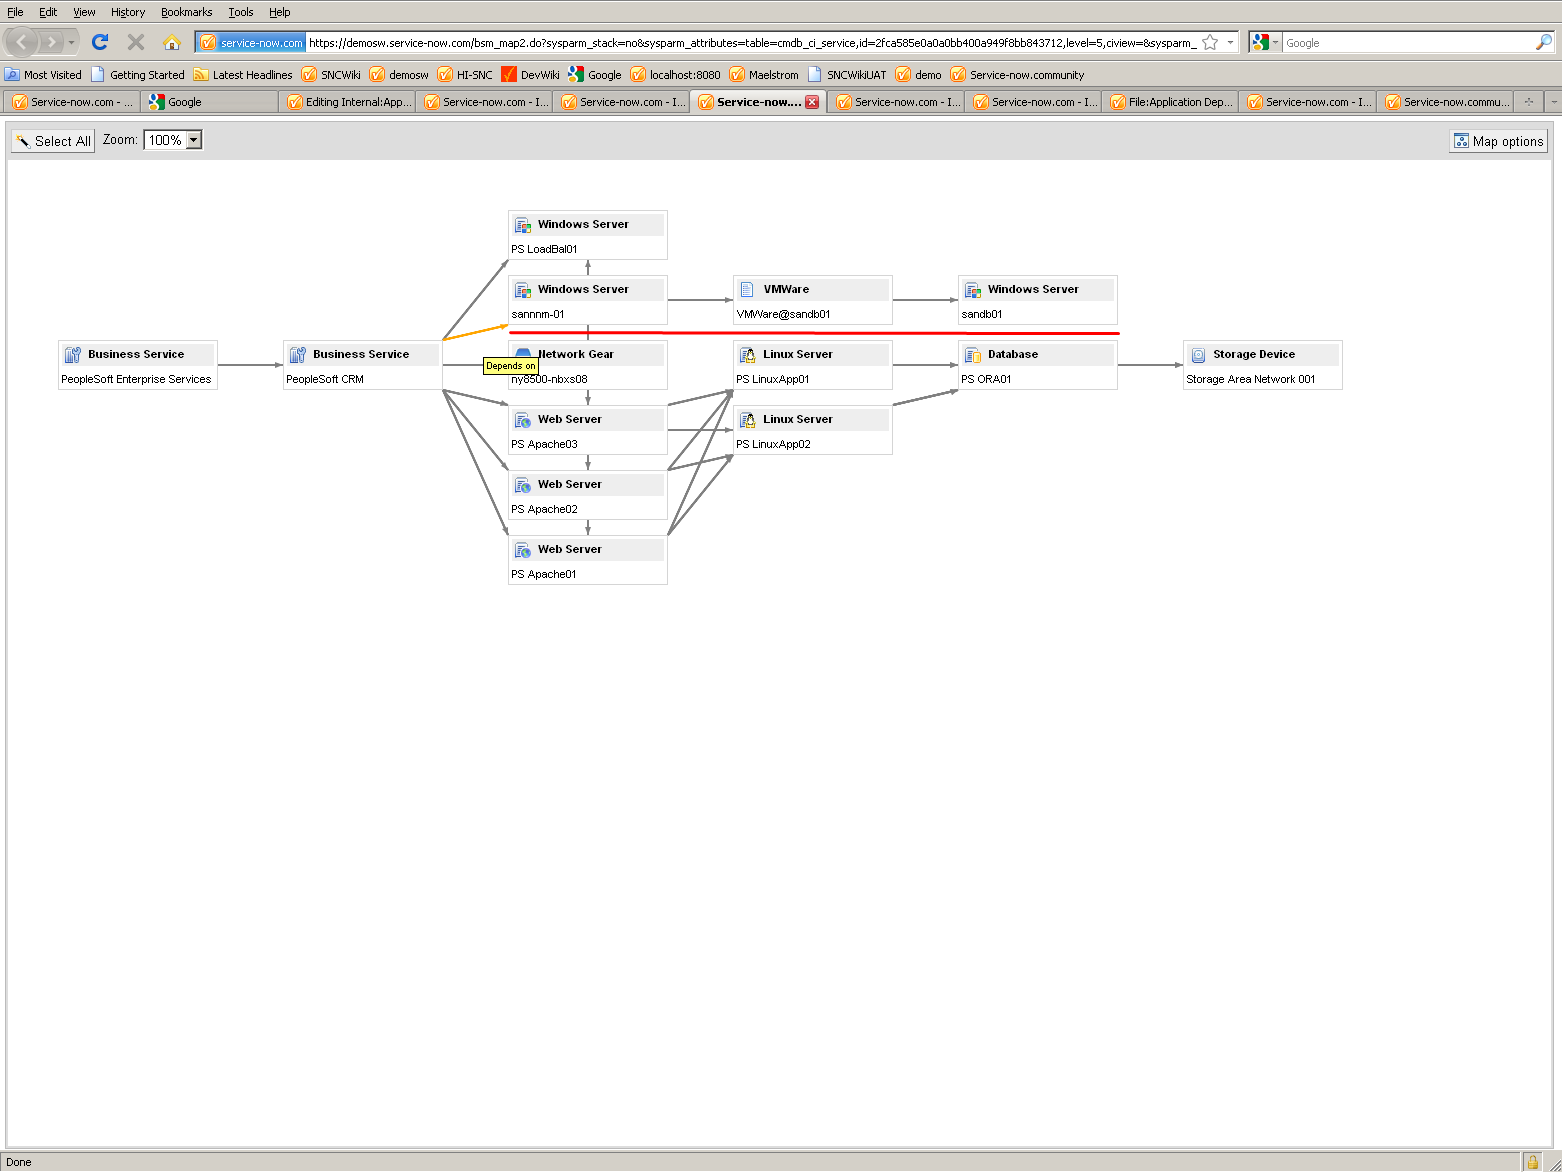 File Edit View History Bookmarks Tools Help
service-now.com https://demosw.service-now.com/bsm_map2.do?sysparm_stack=no&sysparm_attributes=table=cmdb_ci_service,id=2fca585e0a0a0bb400a949f8bb843712,level=5,ciview=&sysparm_ Google
Most Visited Getting Started Latest Headlines SNCWiki demosw HI-SNC DevWiki Google localhost:8080 Maelstrom SNCWikiUAT demo Service-now.community
Service-now.com - ... Google Editing Internal:App... Service-now.com - I... Service-now.com - I... Service-now.... Service-now.com - I... Service-now.com - I... File:Application Dep... Service-now.com - I... Service-now.commu...
Select All Zoom: 100% Map options
Windows Server
PS LoadBal01
Windows Server VMWare Windows Server
sannnm-01 VMWare@sandb01 sandb01
Business Service Business Service Network Gear Linux Server Database Storage Device
Depends on
PeopleSoft Enterprise Services PeopleSoft CRM ny8500-nbxs08 PS LinuxApp01 PS ORA01 Storage Area Network 001
Web Server Linux Server
PS Apache03 PS LinuxApp02
Web Server
PS Apache02
Web Server
PS Apache01
Done